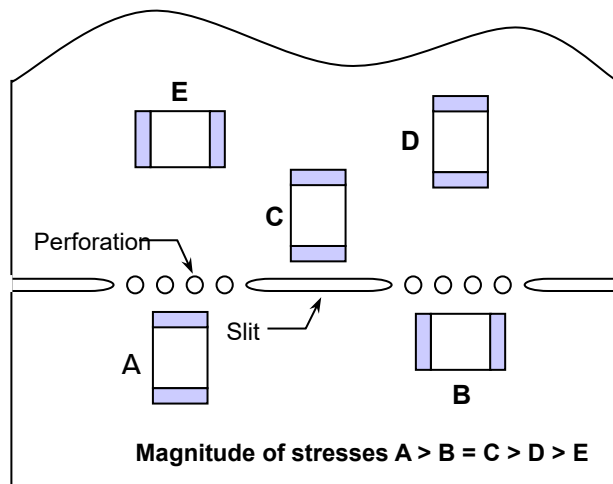 E
D
C
Perforation
Slit
A
B
Magnitude of stresses A > B = C > D > E